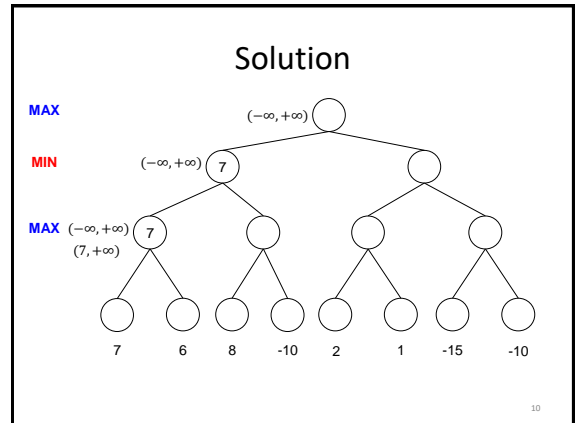 Solution
MAX (−∞, +∞)
MIN (−∞, +∞) 7
MAX (−∞, +∞) 7
(7, +∞)
7 6 8 -10 2 1 -15 -10
10